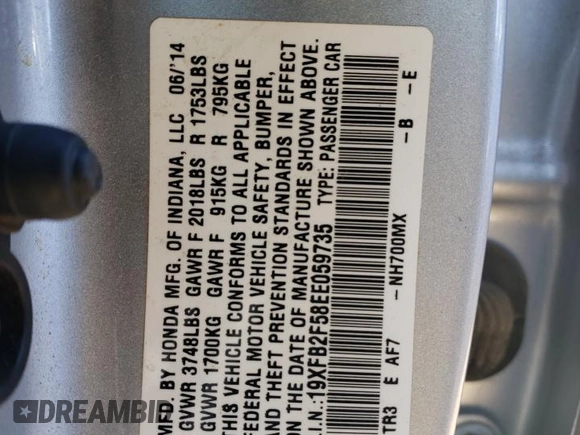 MFD. BY HONDA MFG. OF INDIANA, LLC 06/'14
GVWR 3748LBS GAWR F 2018LBS R 1753LBS
GVWR 1700KG GAWR F 915KG R 795KG
THIS VEHICLE CONFORMS TO ALL APPLICABLE
FEDERAL MOTOR VEHICLE SAFETY, BUMPER,
AND THEFT PREVENTION STANDARDS IN EFFECT
ON THE DATE OF MANUFACTURE SHOWN ABOVE.
.I.N.:19XFB2F58EE059735 TYPE: PASSENGER CAR
TR3 E AF7 -NH700MX -B -E
STATAUTOBIDMASTER